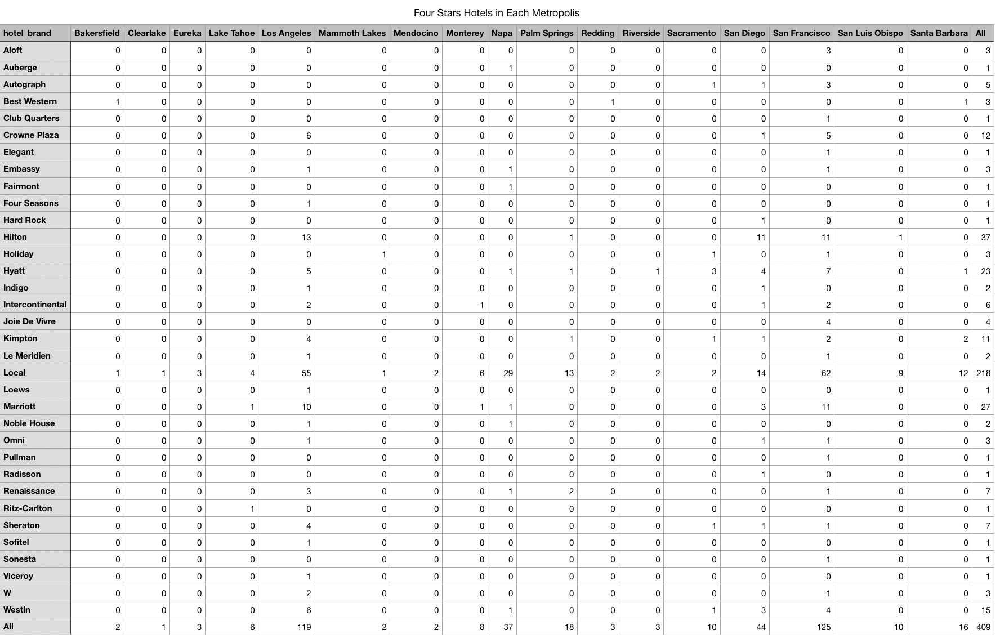 Four Stars Hotels in Each Metropolis
hotel_brand Bakersfield Clearlake Eureka Lake Tahoe Los Angeles Mammoth Lakes Mendocino Monterey Napa Palm Springs Redding Riverside Sacramento San Diego San Francisco San Luis Obispo Santa Barbara All
Aloft 0 0 0 0 0 0 0 0 0 0 0 0 0 0 3 0 0 3
Auberge 0 0 0 0 0 0 0 0 1 0 0 0 0 0 0 0 0 1
Autograph 0 0 0 0 0 0 0 0 0 0 0 0 1 1 3 0 0 5
Best Western 1 0 0 0 0 0 0 0 0 0 1 0 0 0 0 0 1 3
Club Quarters 0 0 0 0 0 0 0 0 0 0 0 0 0 0 1 0 0 1
Crowne Plaza 0 0 0 0 6 0 0 0 0 0 0 0 0 1 5 0 0 12
Elegant 0 0 0 0 0 0 0 0 0 0 0 0 0 0 1 0 0 1
Embassy 0 0 0 0 1 0 0 0 1 0 0 0 0 0 1 0 0 3
Fairmont 0 0 0 0 0 0 0 0 1 0 0 0 0 0 0 0 0 1
Four Seasons 0 0 0 0 1 0 0 0 0 0 0 0 0 0 0 0 0 1
Hard Rock 0 0 0 0 0 0 0 0 0 0 0 0 0 1 0 0 0 1
Hilton 0 0 0 0 13 0 0 0 0 1 0 0 0 11 11 1 0 37
Holiday 0 0 0 0 0 1 0 0 0 0 0 0 1 0 1 0 0 3
Hyatt 0 0 0 0 5 0 0 0 1 1 0 1 3 4 7 0 1 23
Indigo 0 0 0 0 1 0 0 0 0 0 0 0 0 1 0 0 0 2
Intercontinental 0 0 0 0 2 0 0 1 0 0 0 0 0 1 2 0 0 6
Joie De Vivre 0 0 0 0 0 0 0 0 0 0 0 0 0 0 4 0 0 4
Kimpton 0 0 0 0 4 0 0 0 0 1 0 0 1 1 2 0 2 11
Le Meridien 0 0 0 0 1 0 0 0 0 0 0 0 0 0 1 0 0 2
Local 1 1 3 4 55 1 2 6 29 13 2 2 2 14 62 9 12 218
Loews 0 0 0 0 1 0 0 0 0 0 0 0 0 0 0 0 0 1
Marriott 0 0 0 1 10 0 0 1 1 0 0 0 0 3 11 0 0 27
Noble House 0 0 0 0 1 0 0 0 1 0 0 0 0 0 0 0 0 2
Omni 0 0 0 0 1 0 0 0 0 0 0 0 0 1 1 0 0 3
Pullman 0 0 0 0 0 0 0 0 0 0 0 0 0 0 1 0 0 1
Radisson 0 0 0 0 0 0 0 0 0 0 0 0 0 1 0 0 0 1
Renaissance 0 0 0 0 3 0 0 0 1 2 0 0 0 0 1 0 0 7
Ritz-Carlton 0 0 0 1 0 0 0 0 0 0 0 0 0 0 0 0 0 1
Sheraton 0 0 0 0 4 0 0 0 0 0 0 0 1 1 1 0 0 7
Sofitel 0 0 0 0 1 0 0 0 0 0 0 0 0 0 0 0 0 1
Sonesta 0 0 0 0 0 0 0 0 0 0 0 0 0 0 1 0 0 1
Viceroy 0 0 0 0 1 0 0 0 0 0 0 0 0 0 0 0 0 1
W 0 0 0 0 2 0 0 0 0 0 0 0 0 0 1 0 0 3
Westin 0 0 0 0 6 0 0 0 1 0 0 0 1 3 4 0 0 15
All 2 1 3 6 119 2 2 8 37 18 3 3 10 44 125 10 16 409